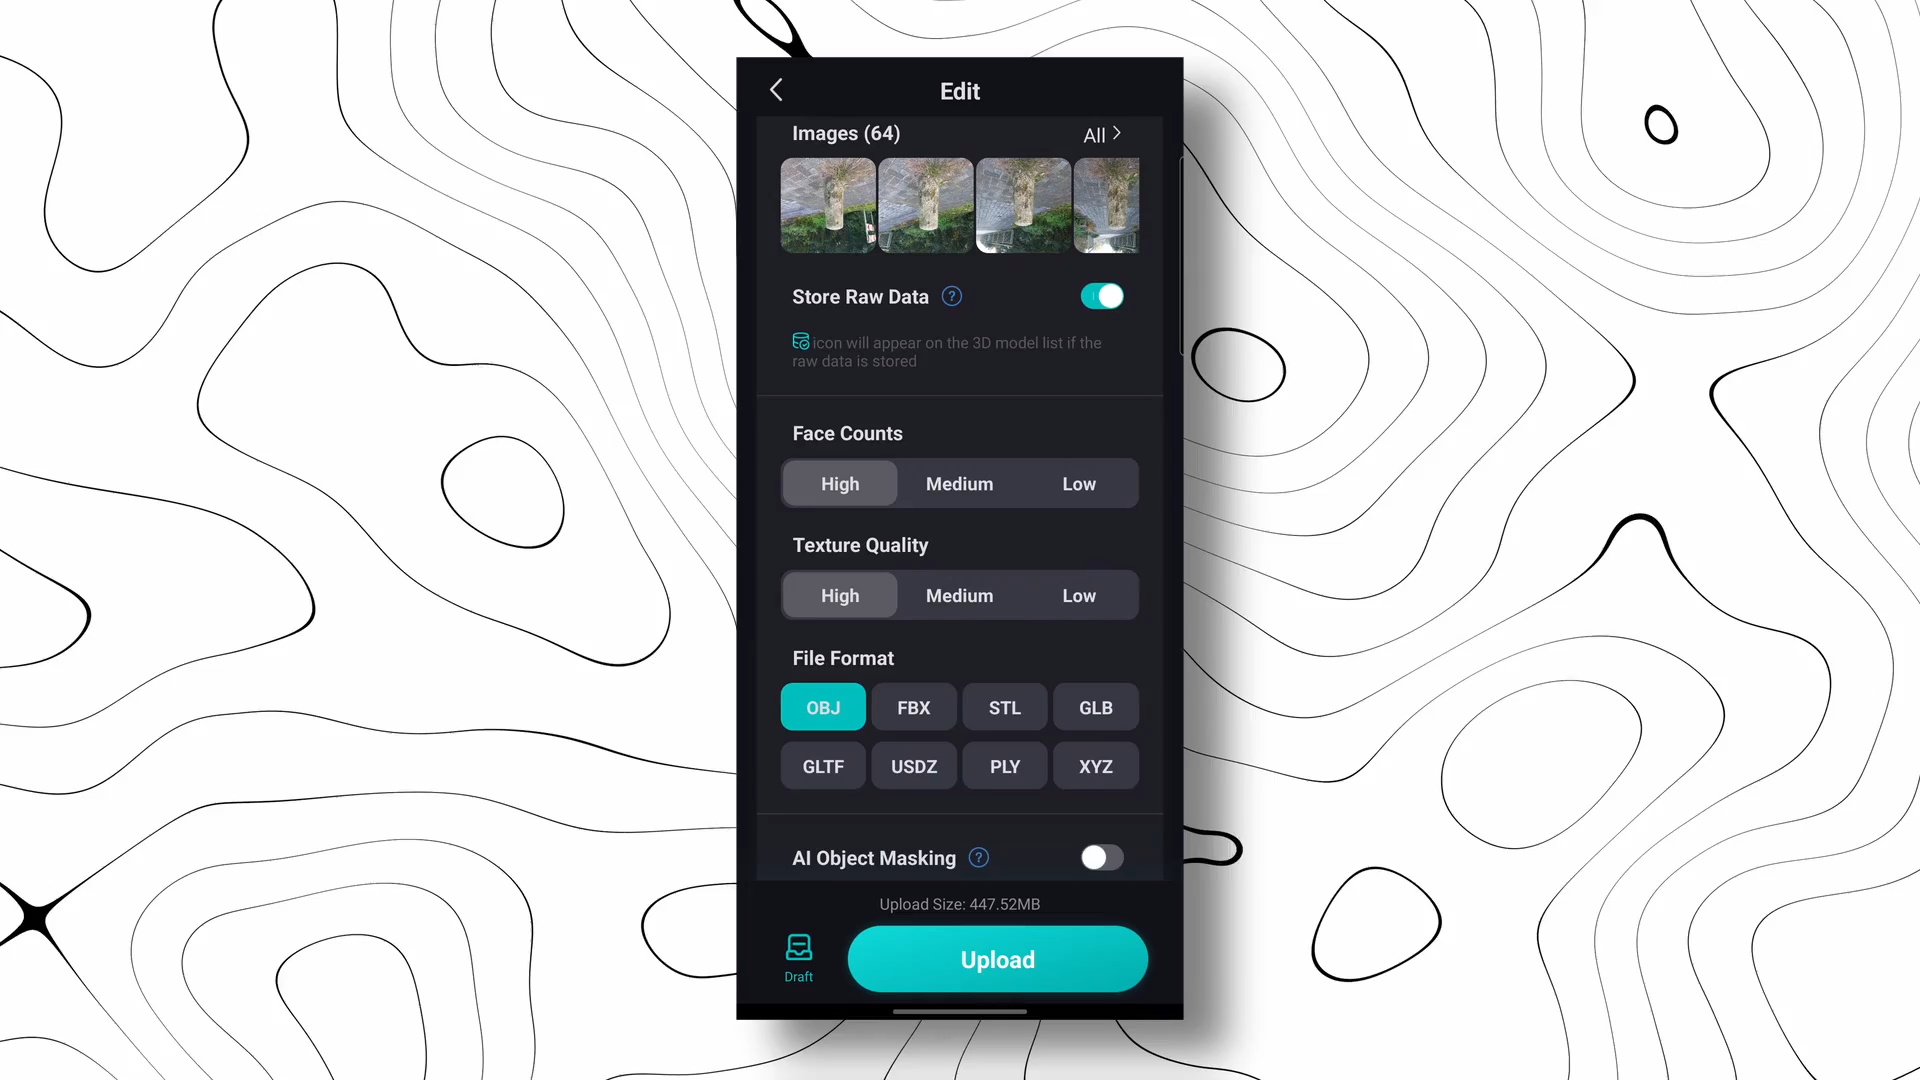 Edit
Images (64)
All
Store Raw Data ?
icon will appear on the 3D model list if the
raw data is stored
Face Counts
High Medium Low
Texture Quality
High Medium Low
File Format
OBJ FBX STL GLB
GLTF USDZ PLY XYZ
AI Object Masking ?
Upload Size: 447.52MB
Draft
Upload